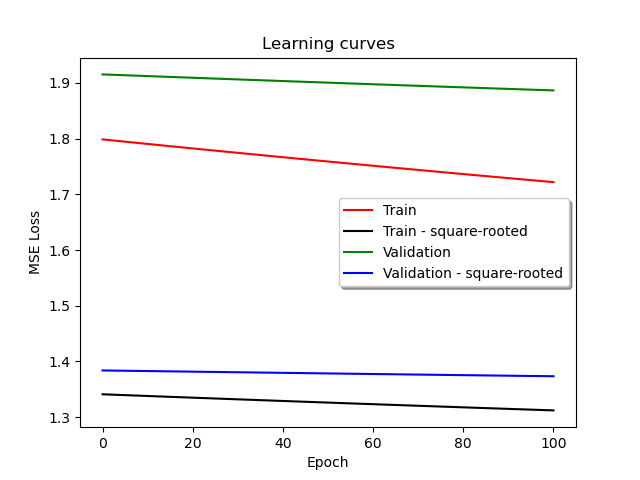 Learning curves
1.9
1.8
1.7
1.6
1.5
1.4
1.3
MSE Loss
Train
Train - square-rooted
Validation
Validation - square-rooted
0 20 40 60 80 100
Epoch